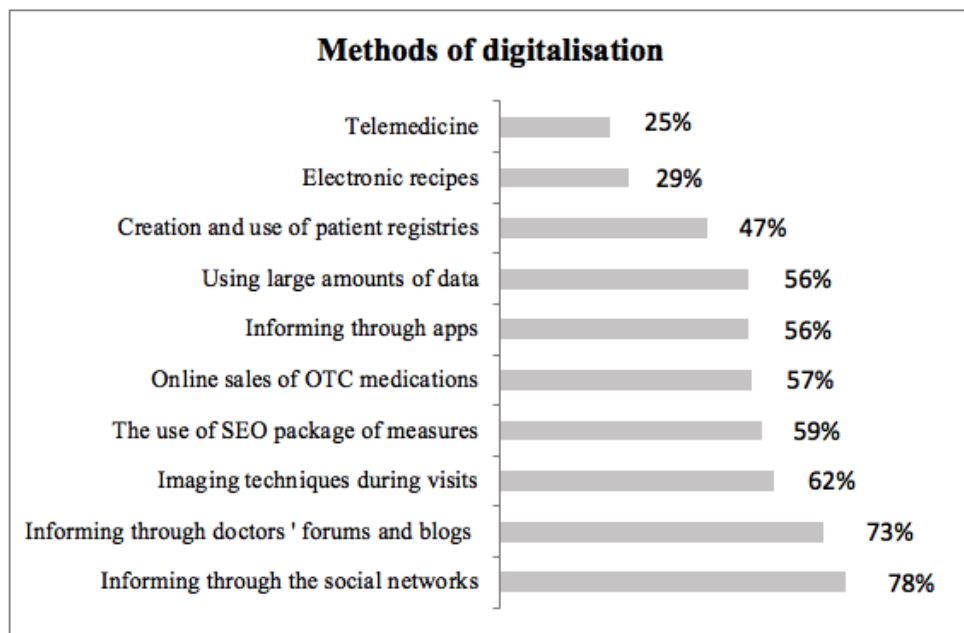 Methods of digitalisation
Telemedicine 25%
Electronic recipes 29%
Creation and use of patient registries 47%
Using large amounts of data 56%
Informing through apps 56%
Online sales of OTC medications 57%
The use of SEO package of measures 59%
Imaging techniques during visits 62%
Informing through doctors ' forums and blogs 73%
Informing through the social networks 78%